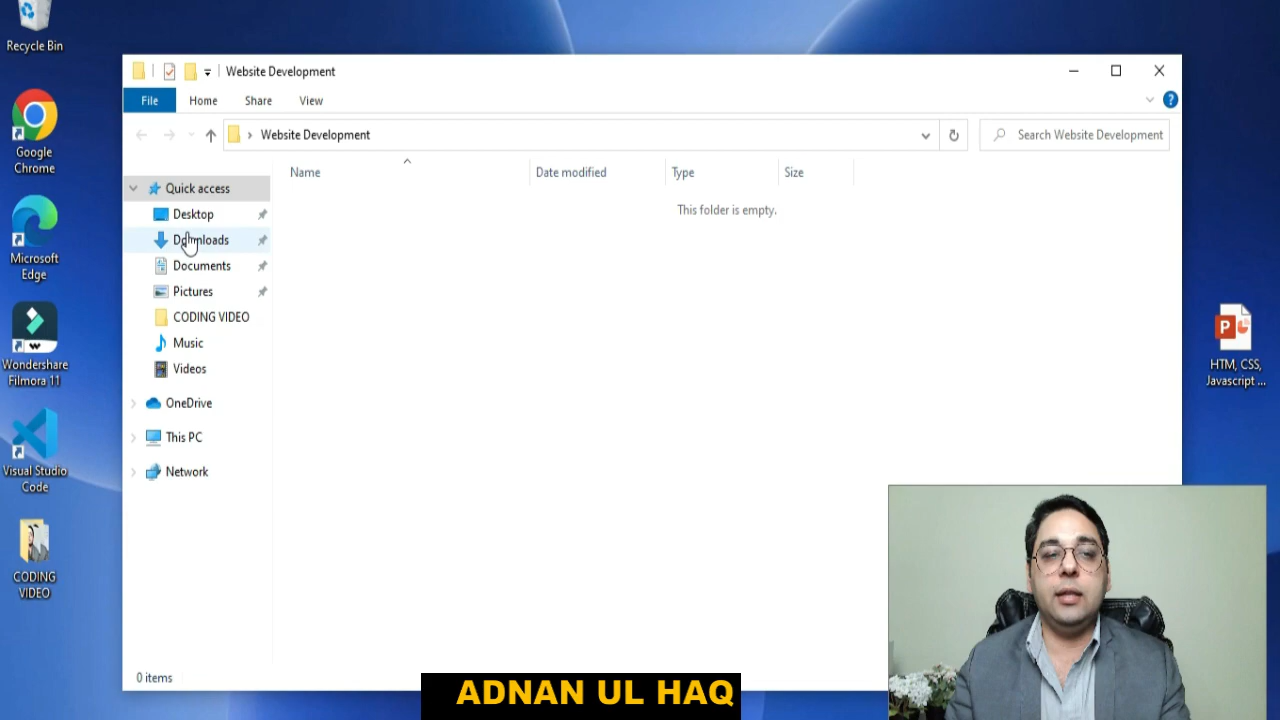 Recycle Bin
Google
Chrome
Microsoft
Edge
Wondershare
Filmora 11
Visual Studio
Code
CODING
VIDEO
Website Development
File Home Share View
Website Development
Search Website Development
Name Date modified Type Size
This folder is empty.
Quick access
Desktop
Downloads
Documents
Pictures
CODING VIDEO
Music
Videos
OneDrive
This PC
Network
0 items
HTM, CSS,
Javascript ...
ADNAN UL HAQ